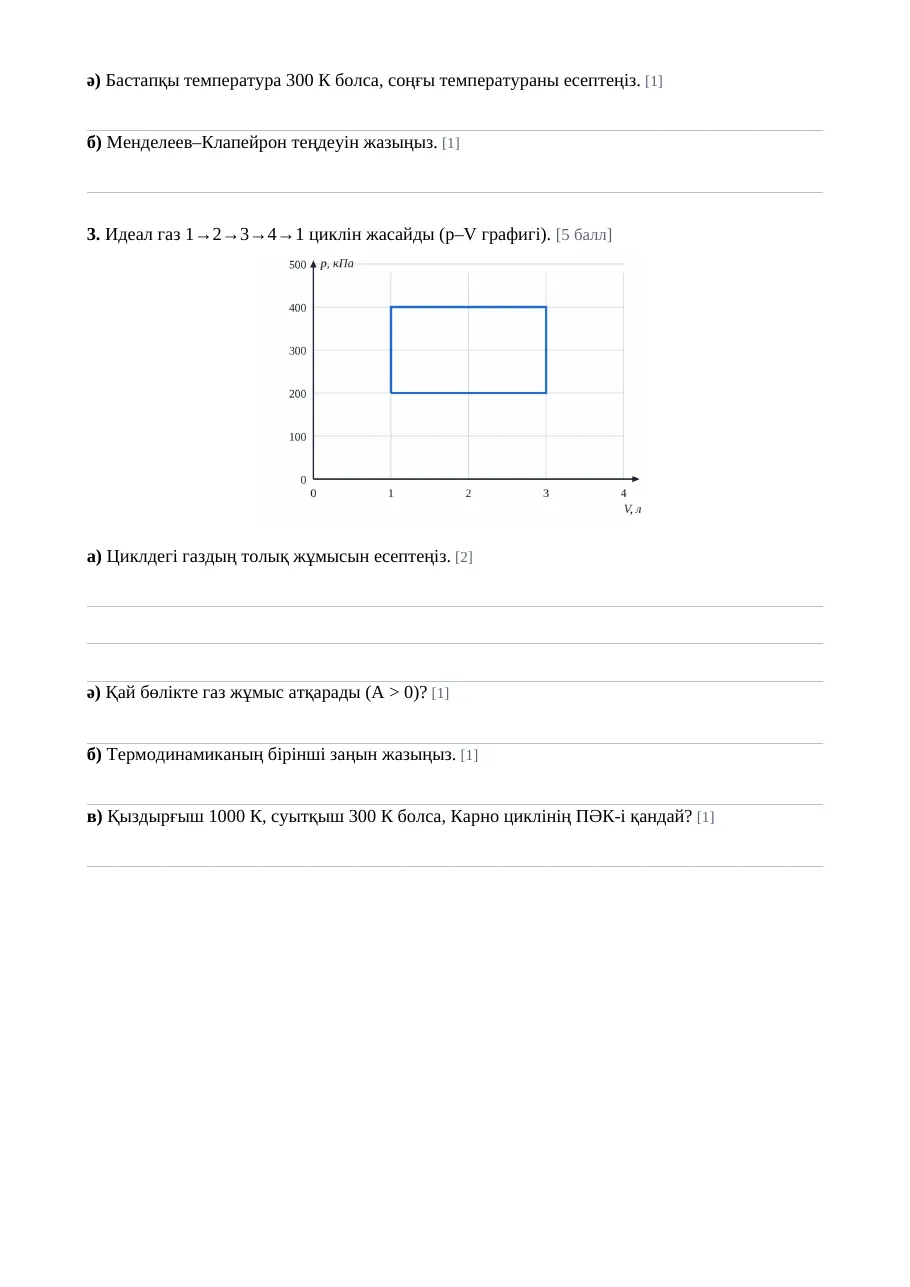 ә) Бастапқы температура 300 К болса, соңғы температураны есептеңіз. [1]
б) Менделеев–Клапейрон теңдеуін жазыңыз. [1]
3. Идеал газ 1→2→3→4→1 циклін жасайды (p–V графигі). [5 балл]
500 p, кПа
400
300
200
100
0
0 1 2 3 4
V, л
а) Циклдегі газдың толық жұмысын есептеңіз. [2]
ә) Қай бөлікте газ жұмыс атқарады (A > 0)? [1]
б) Термодинамиканың бірінші заңын жазыңыз. [1]
в) Қыздырғыш 1000 К, суытқыш 300 К болса, Карно циклінің ПӘК-і қандай? [1]